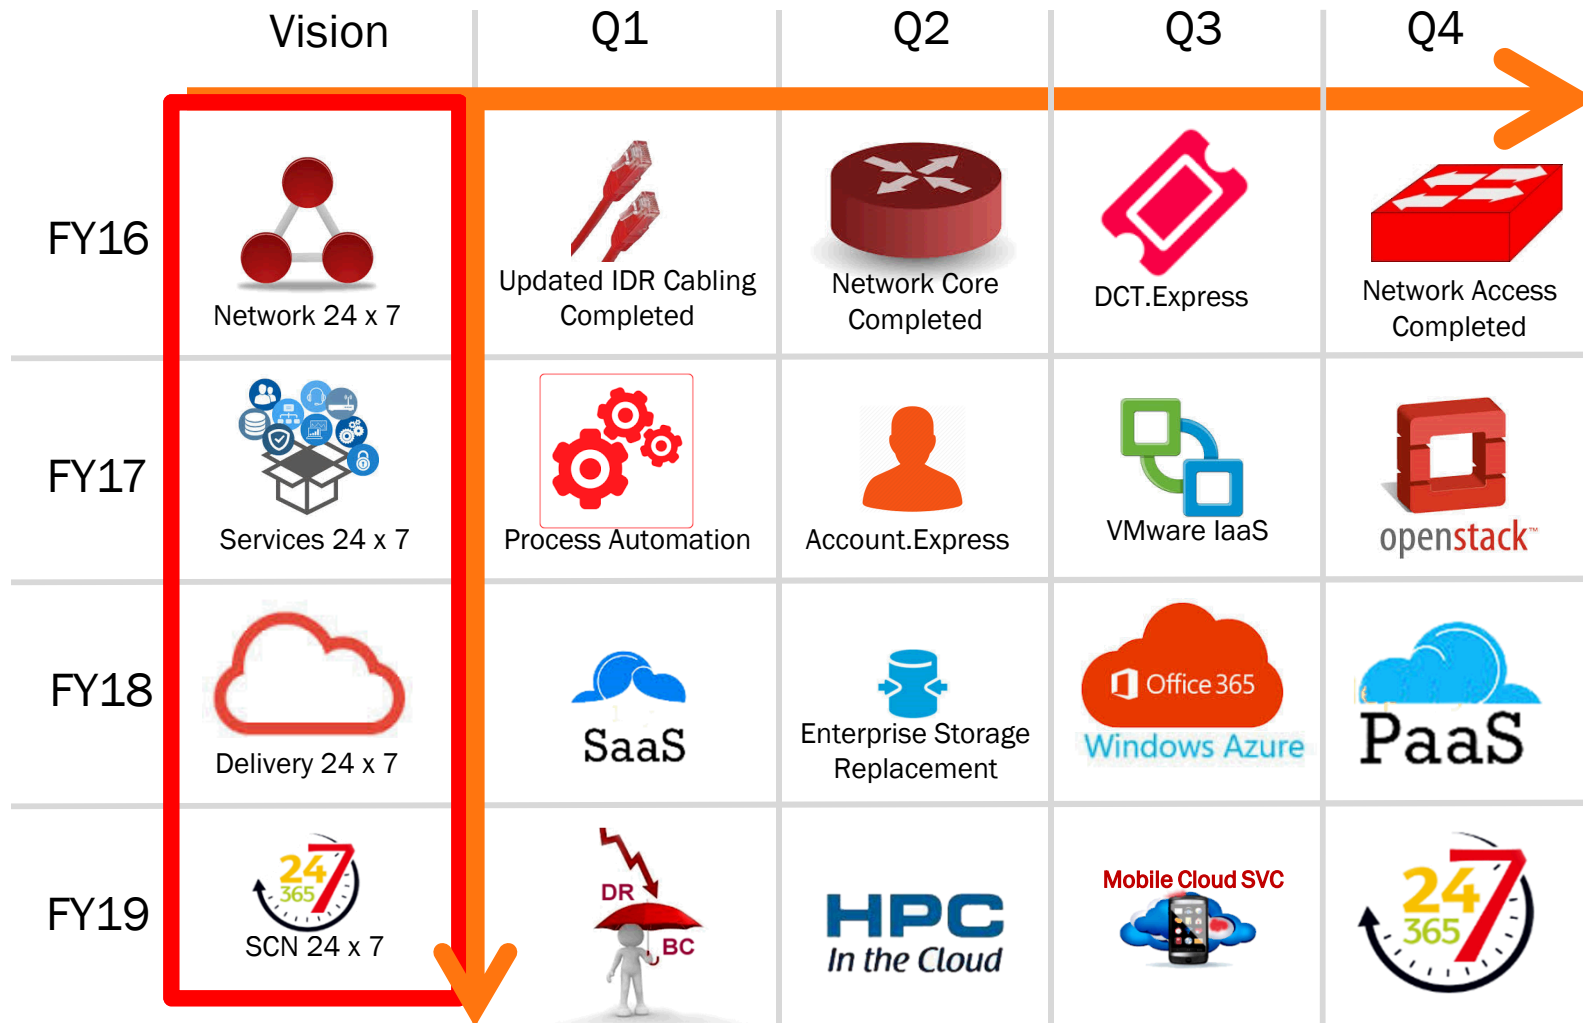 Vision
Q1
Q2
Q3
Q4
FY16
Network 24 x 7
Updated IDR Cabling
Completed
Network Core
Completed
DCT.Express
Network Access
Completed
FY17
Services 24 x 7
Process Automation
Account.Express
VMware IaaS
openstack™
FY18
Delivery 24 x 7
SaaS
Enterprise Storage
Replacement
Office 365
Windows Azure
PaaS
FY19
24
7
365
SCN 24 x 7
DR
BC
HPC
In the Cloud
Mobile Cloud SVC
24
7
365